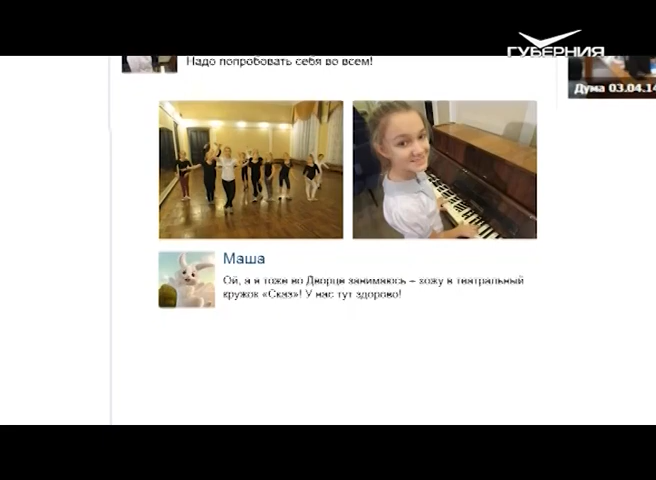 ГУБЕРНИЯ
Надо попробовать себя во всем!
Дума 03.04.14
Маша
Ой, а я тоже во Дворце занимаюсь – хожу в театральный
кружок «Сказ»! У нас тут здорово!